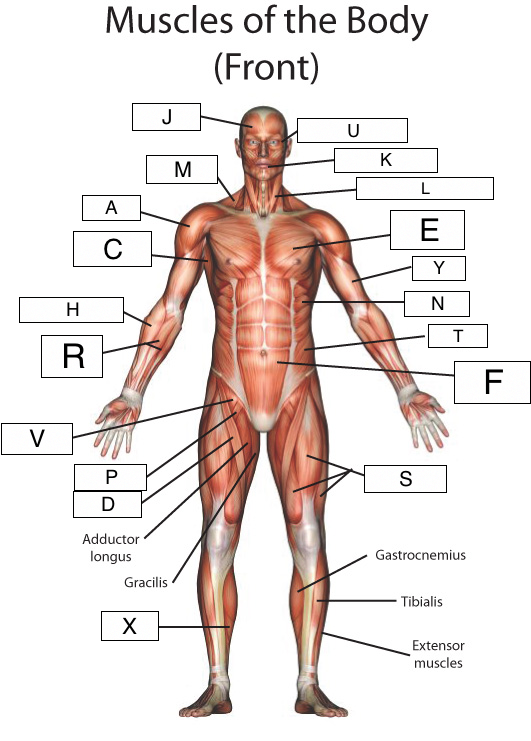 Muscles of the Body
(Front)
J
U
K
M
L
A
E
C
Y
N
H
T
R
F
V
P
S
D
Adductor
longus
Gastrocnemius
Gracilis
Tibialis
X
Extensor
muscles